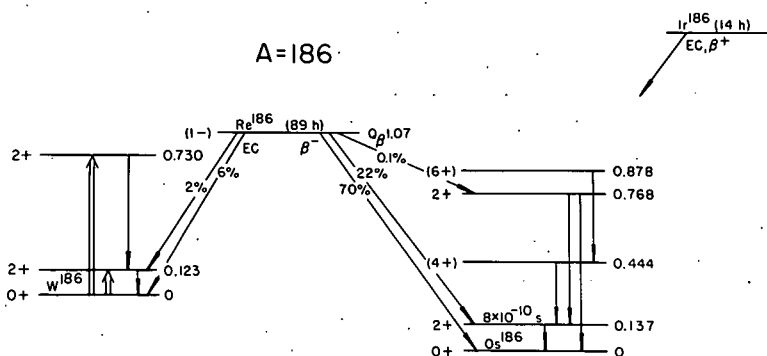 Ir186 (14 h)
EC, β+
A=186
(1-) Re186 (89 h) Qβ- 1.07
EC β-
2+ 0.730
2% 6% 22% 0.1%
70%
(6+) 0.878
2+ 0.768
(4+) 0.444
2+ 0.123
W186
0+ 0
2+ 8×10-10 s 0.137
Os186
0+ 0